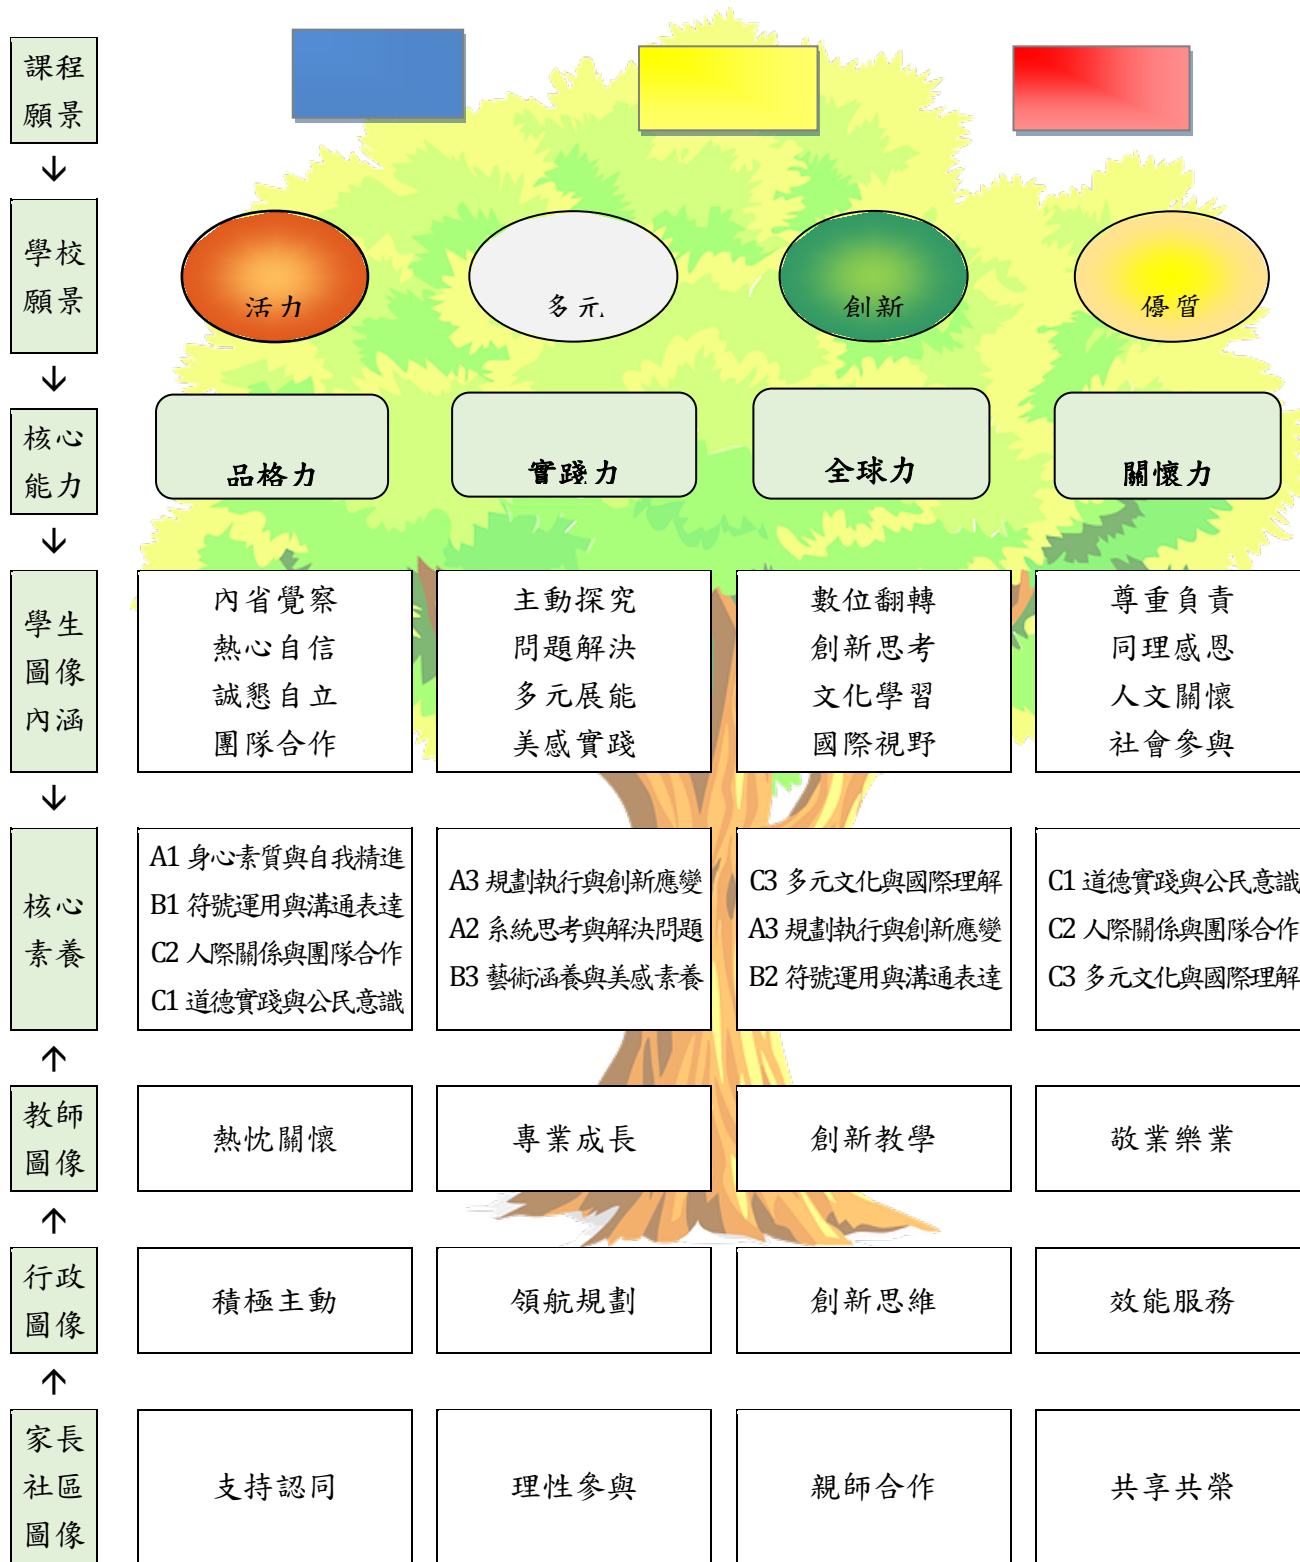 課程
願景
↓
學校
願景
活力
多元
創新
優質
↓
核心
能力
品格力
實踐力
全球力
關懷力
↓
學生
圖像
內涵
內省覺察
熱心自信
誠懇自立
團隊合作
主動探究
問題解決
多元展能
美感實踐
數位翻轉
創新思考
文化學習
國際視野
尊重負責
同理感恩
人文關懷
社會參與
↓
核心
素養
A1 身心素質與自我精進
B1 符號運用與溝通表達
C2 人際關係與團隊合作
C1 道德實踐與公民意識
A3 規劃執行與創新應變
A2 系統思考與解決問題
B3 藝術涵養與美感素養
C3 多元文化與國際理解
A3 規劃執行與創新應變
B2 符號運用與溝通表達
C1 道德實踐與公民意識
C2 人際關係與團隊合作
C3 多元文化與國際理解
↑
教師
圖像
熱忱關懷
專業成長
創新教學
敬業樂業
↑
行政
圖像
積極主動
領航規劃
創新思維
效能服務
↑
家長
社區
圖像
支持認同
理性參與
親師合作
共享共榮